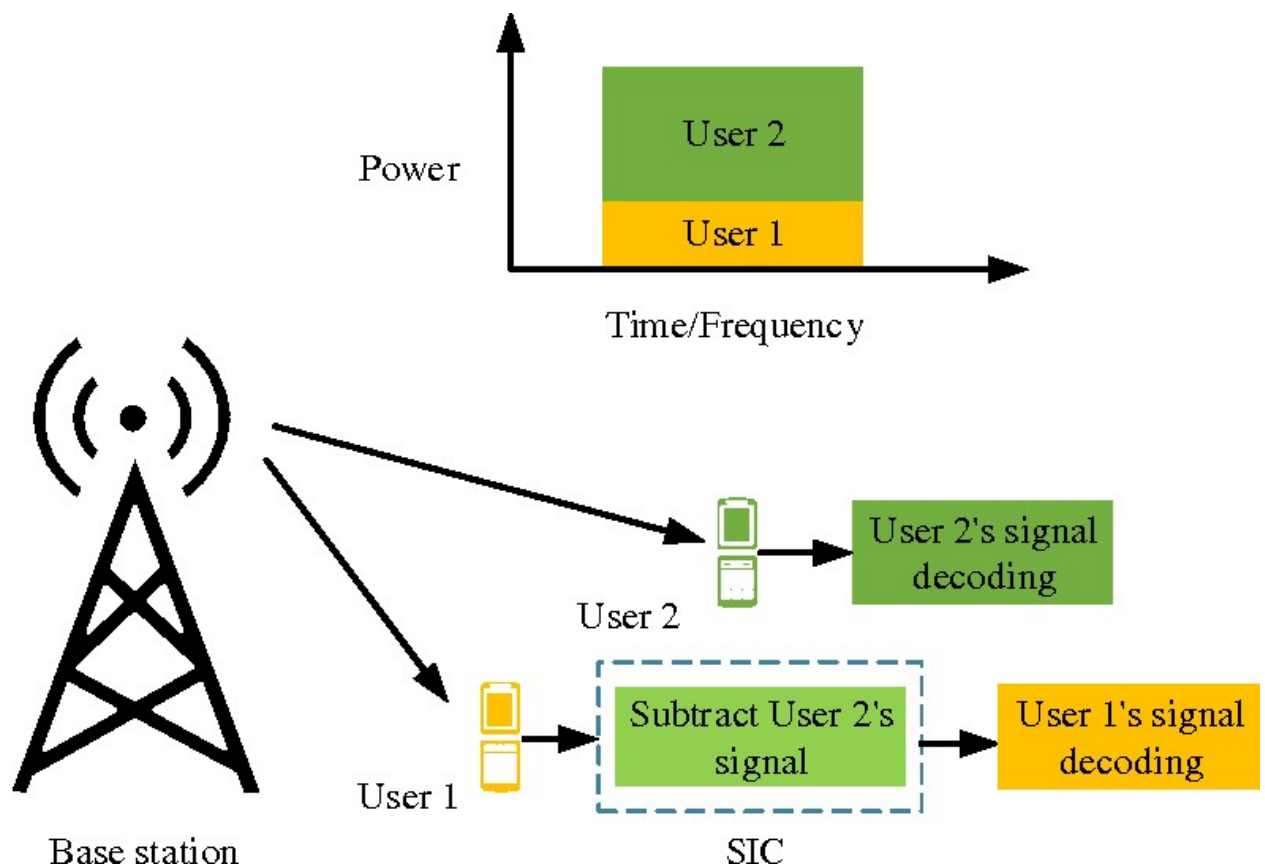 User 2
Power
User 1
Time/Frequency
User 2's signal
decoding
User 2
Subtract User 2's
signal
User 1's signal
decoding
User 1
Base station
SIC